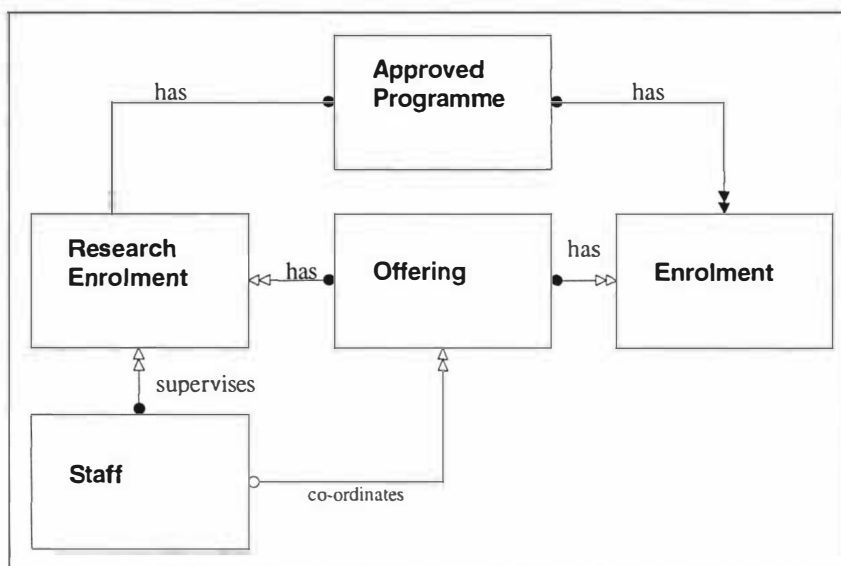 Approved
Programme
has
has
Research
Enrolment
has
Offering
has
Enrolment
supervises
Staff
co-ordinates